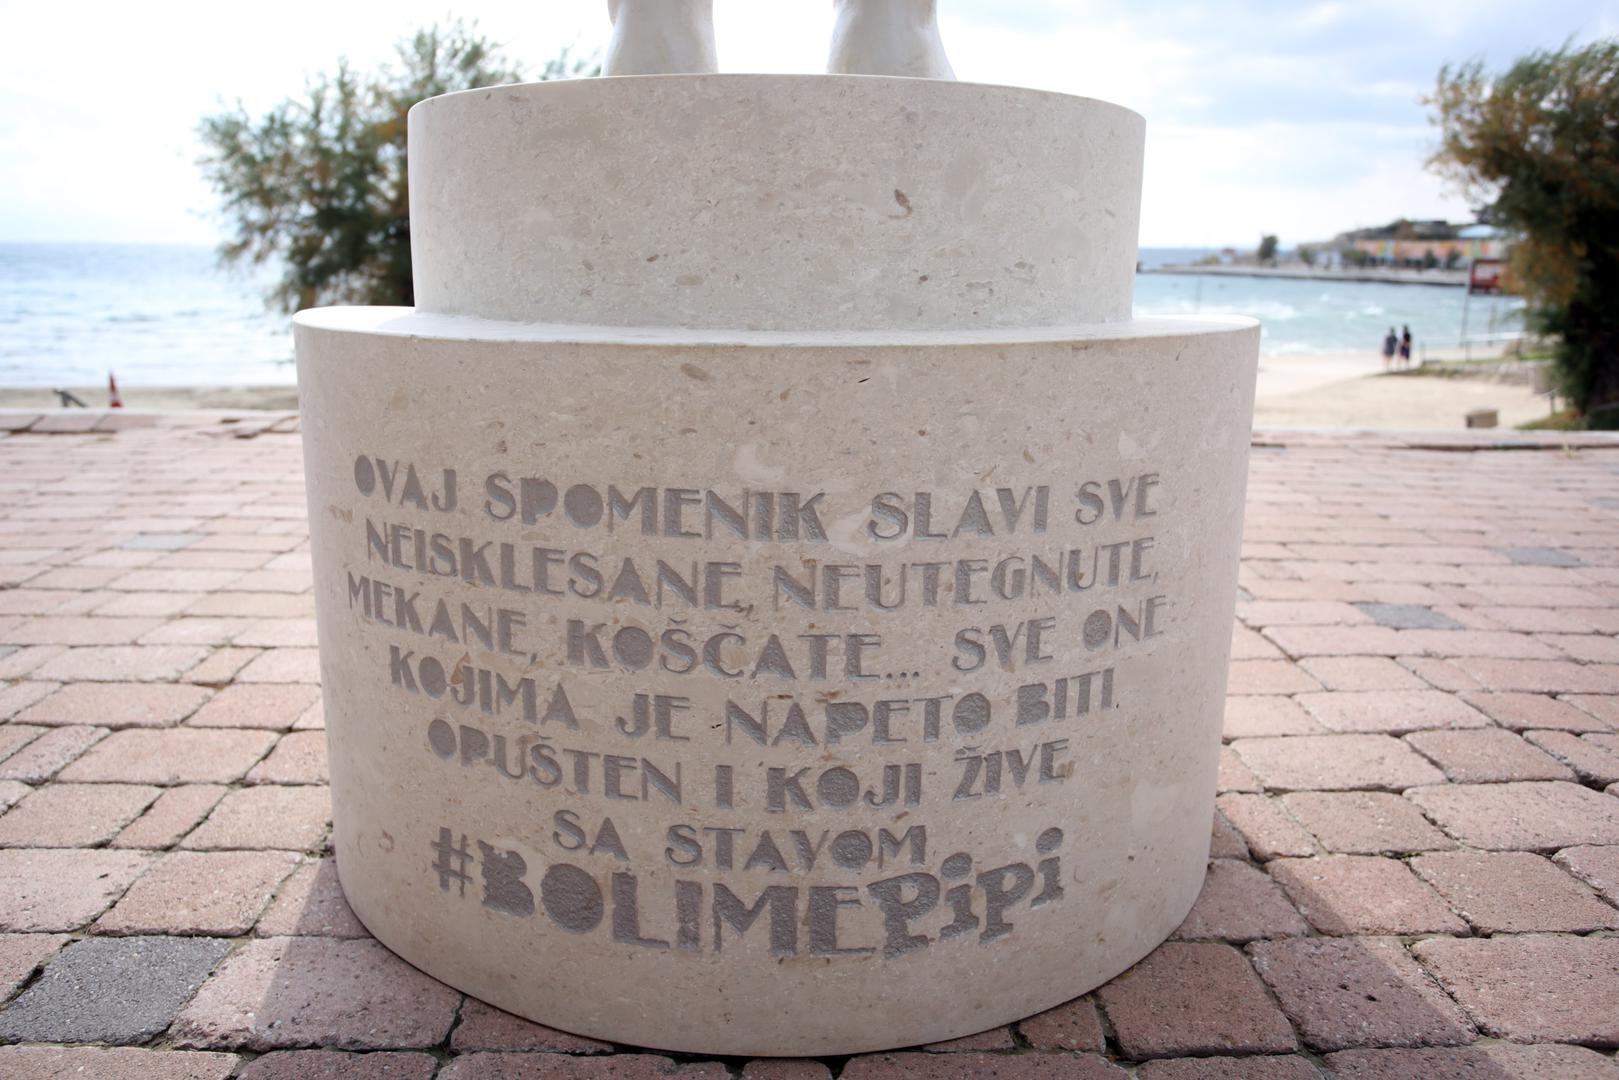 OVAJ SPOMENIK SLAVI SVE
NEISKLESANE, NEUTEGNUTE,
MEKANE, KOŠČATE... SVE ONE
KOJIMA JE NAPETO BITI
OPUŠTEN I KOJI ŽIVE
SA STAVOM
#BOLIMEPIPI